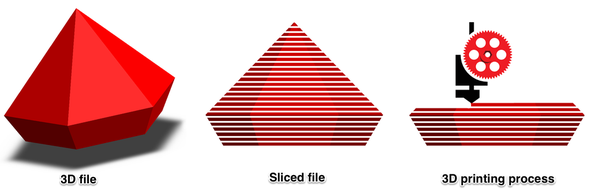 3D file
Sliced file
3D printing process